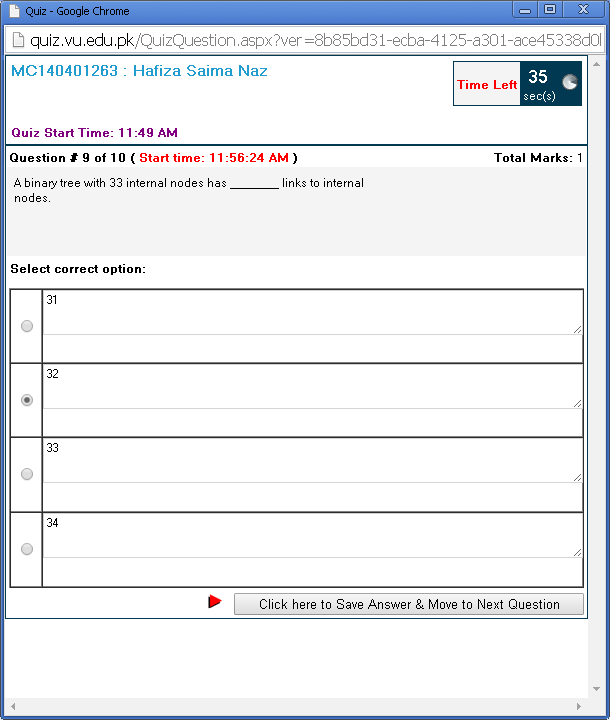 Quiz - Google Chrome
quiz.vu.edu.pk/QuizQuestion.aspx?ver=8b85bd31-ecba-4125-a301-ace45338d0
MC140401263 : Hafiza Saima Naz
Time Left 35 sec(s)
Quiz Start Time: 11:49 AM
Question # 9 of 10 ( Start time: 11:56:24 AM ) Total Marks: 1
A binary tree with 33 internal nodes has ________ links to internal
nodes.
Select correct option:
31
32
33
34
Click here to Save Answer & Move to Next Question